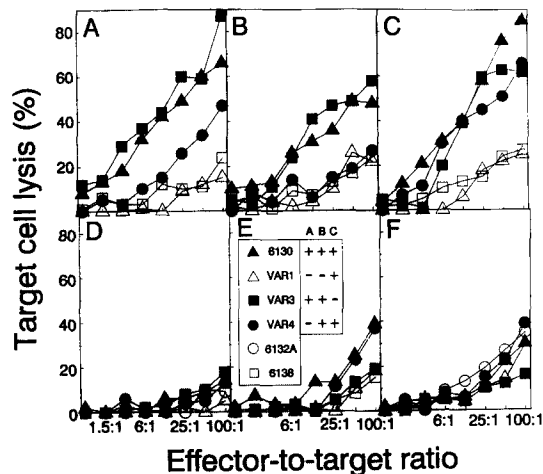 Target cell lysis (%)
A
B
C
80
60
40
20
D
E
F
80
60
40
20
0
A B C
6130 + + +
VAR1 - - +
VAR3 + + -
VAR4 - + +
6132A
6138
1.5:1 6:1 25:1 100:1
6:1 25:1 100:1
6:1 25:1 100:1
Effector-to-target ratio